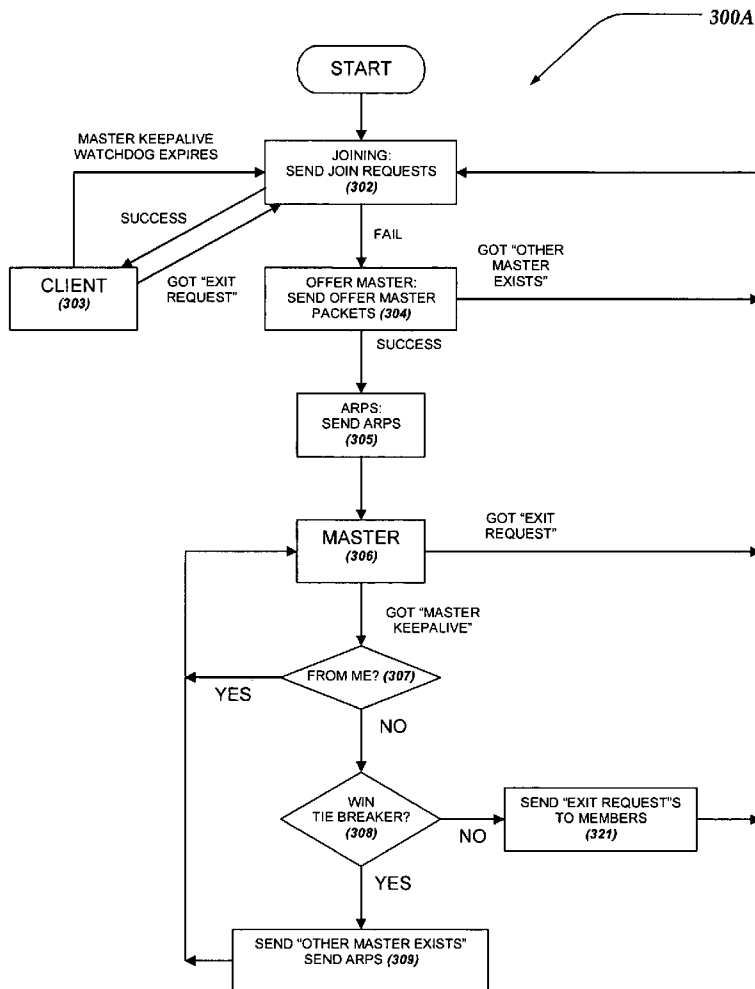 300A
START
MASTER KEEPALIVE
WATCHDOG EXPIRES
JOINING:
SEND JOIN REQUESTS
(302)
SUCCESS
FAIL
GOT "EXIT
REQUEST"
CLIENT
(303)
OFFER MASTER:
SEND OFFER MASTER
PACKETS (304)
GOT "OTHER
MASTER
EXISTS"
SUCCESS
ARPS:
SEND ARPS
(305)
MASTER
(306)
GOT "EXIT
REQUEST"
GOT "MASTER
KEEPALIVE"
FROM ME? (307)
YES
NO
WIN
TIE BREAKER?
(308)
NO
SEND "EXIT REQUEST"S
TO MEMBERS
(321)
YES
SEND "OTHER MASTER EXISTS"
SEND ARPS (309)